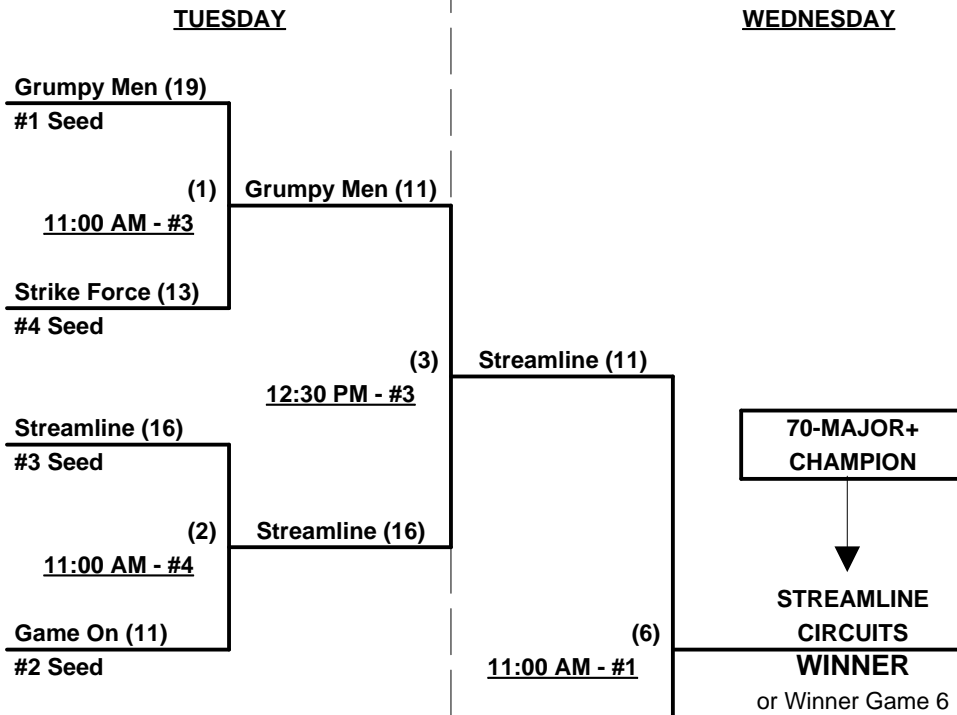 TUESDAY
WEDNESDAY
Grumpy Men (19)
#1 Seed
(1)
Grumpy Men (11)
11:00 AM - #3
Strike Force (13)
#4 Seed
(3)
Streamline (11)
12:30 PM - #3
Streamline (16)
#3 Seed
70-MAJOR+
CHAMPION
(2)
Streamline (16)
11:00 AM - #4
Game On (11)
#2 Seed
(6)
11:00 AM - #1
STREAMLINE
CIRCUITS
WINNER
or Winner Game 6